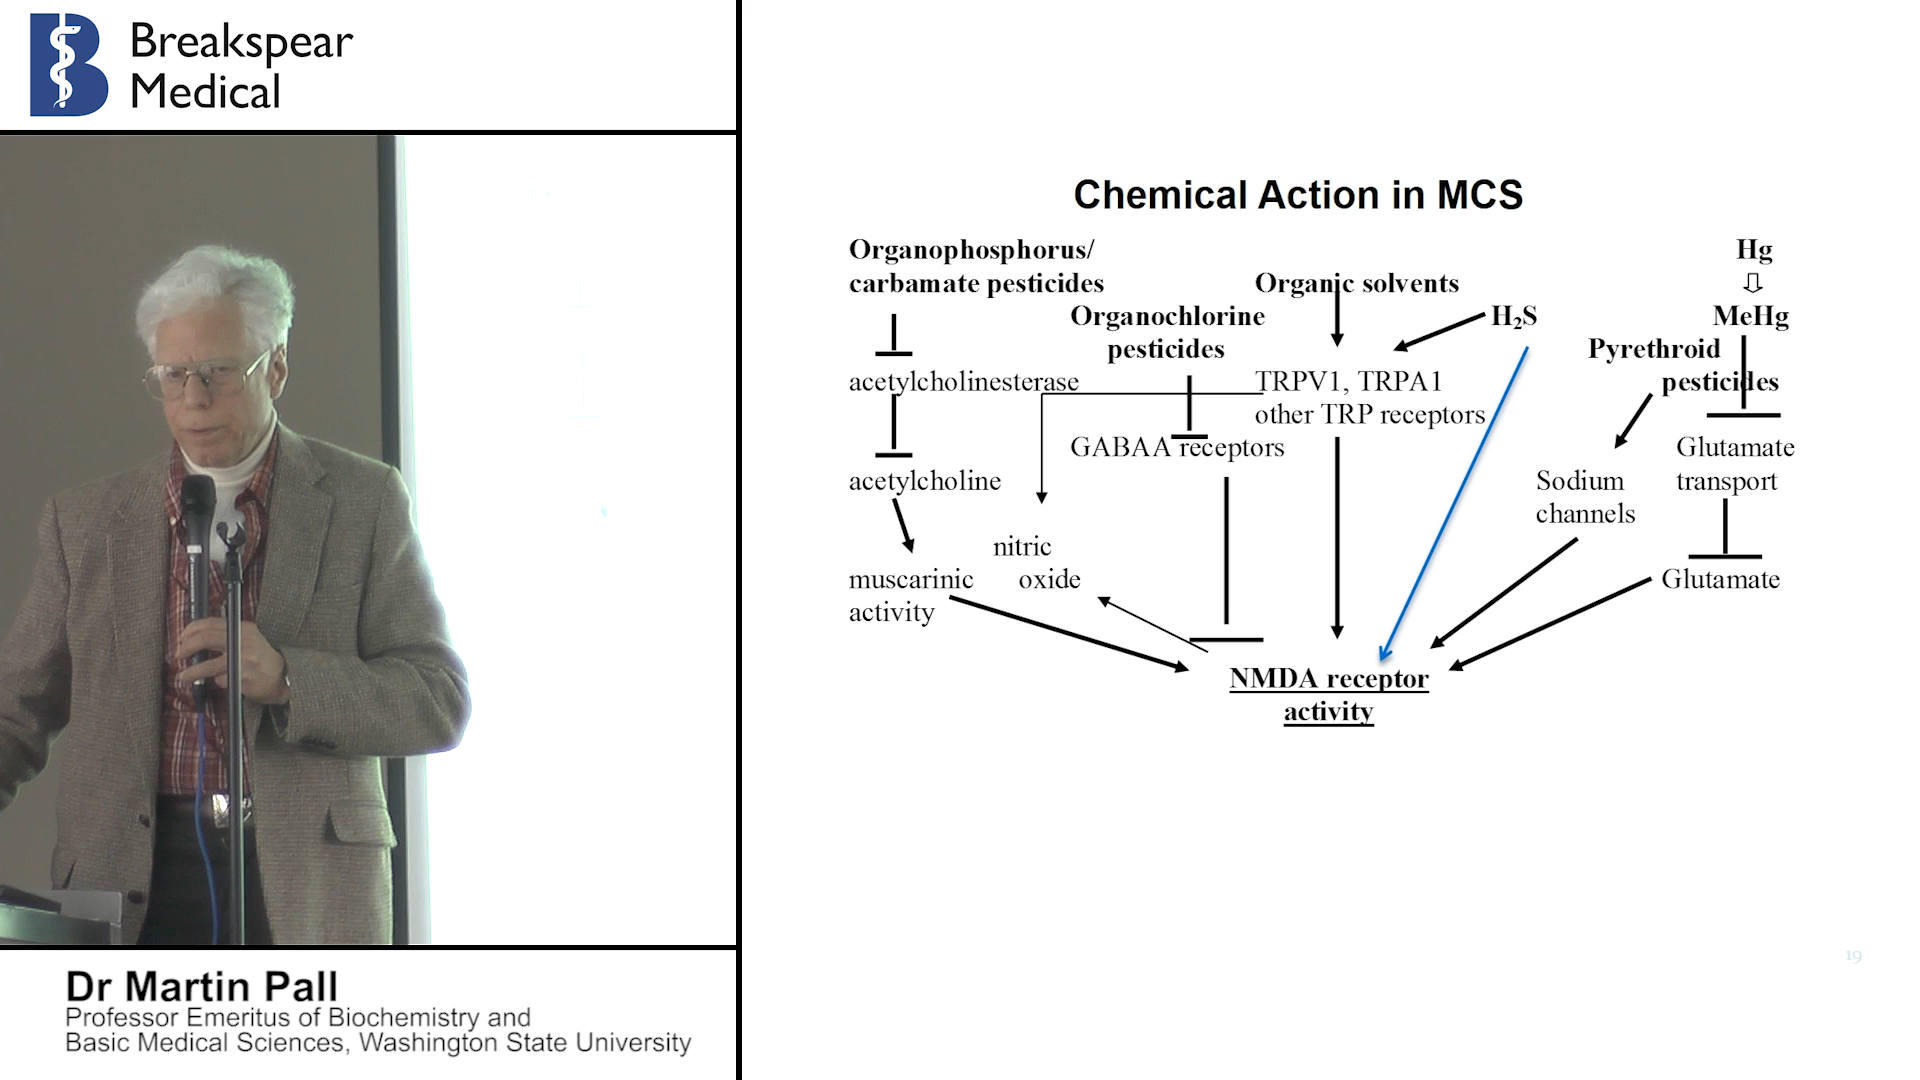 Breakspear
Medical
Chemical Action in MCS
Organophosphorus/
carbamate pesticides
Organochlorine
pesticides
Organic solvents
H₂S
Hg
MeHg
Pyrethroid
pesticides
acetylcholinesterase
TRPV1, TRPA1
other TRP receptors
GABAA receptors
acetylcholine
Sodium
channels
Glutamate
transport
nitric
oxide
muscarinic
activity
Glutamate
NMDA receptor
activity
19
Dr Martin Pall
Professor Emeritus of Biochemistry and
Basic Medical Sciences, Washington State University